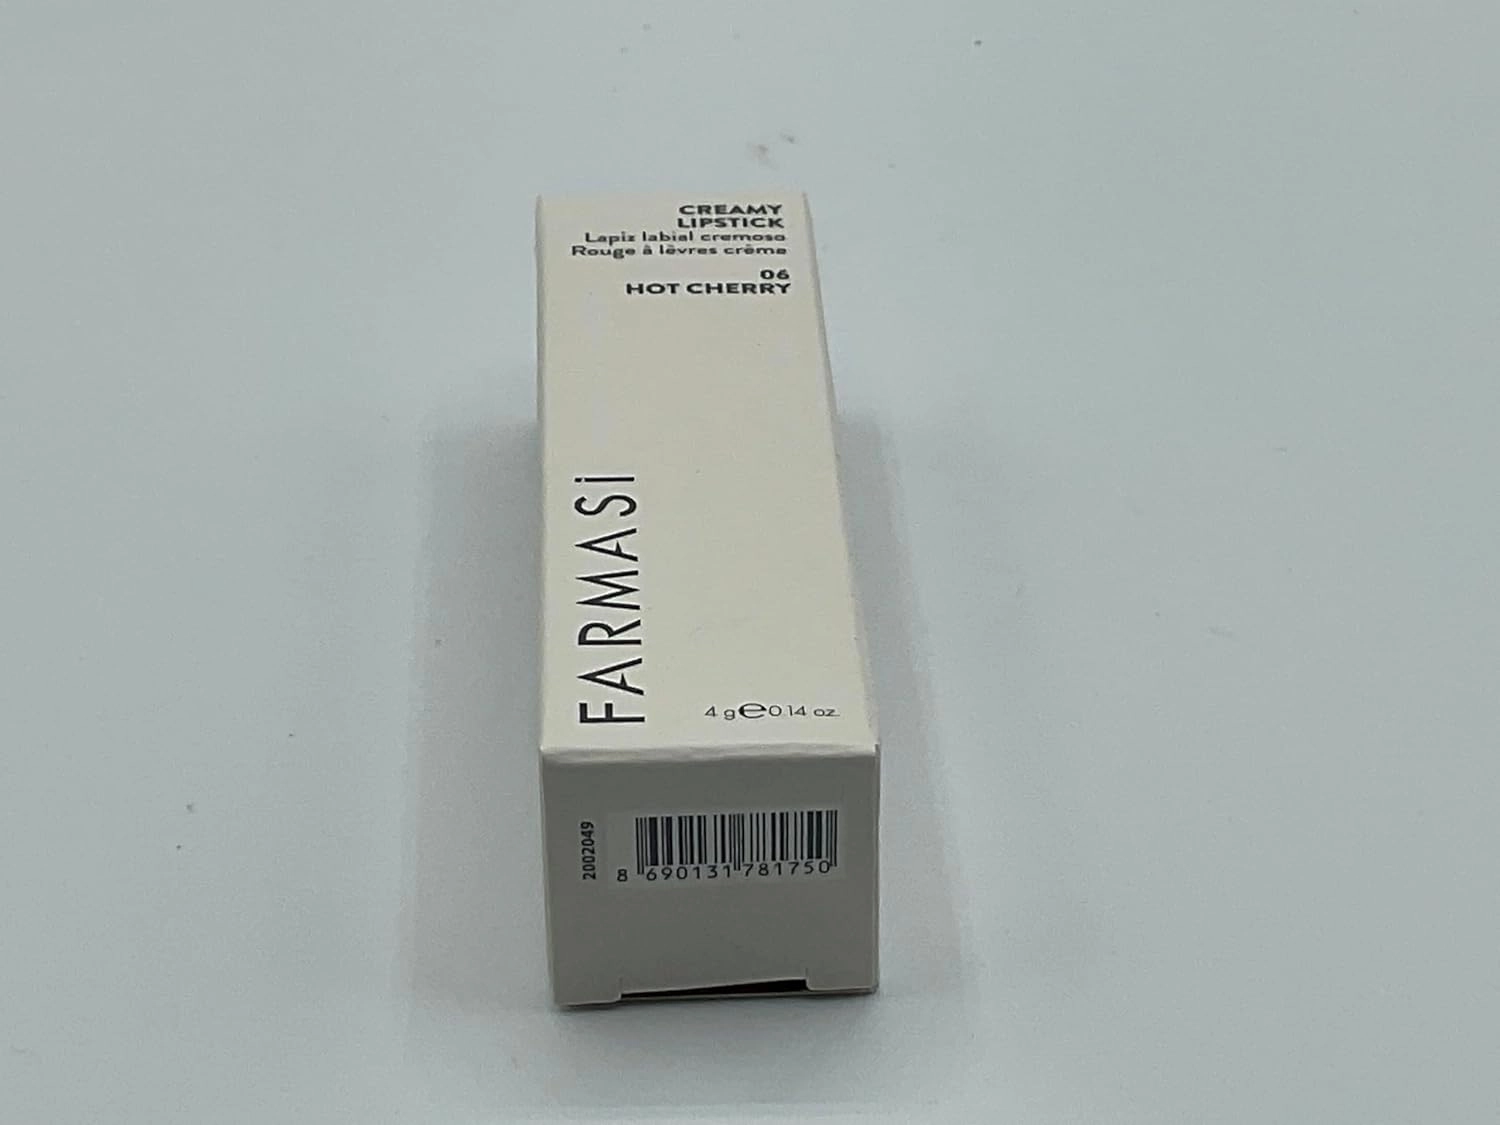 CREAMY
LIPSTICK
Lapiz labial cremoso
Rouge à lèvres crème
06
HOT CHERRY
FARMASi
4 g e 0.14 oz.
2002049
8 690131 781750